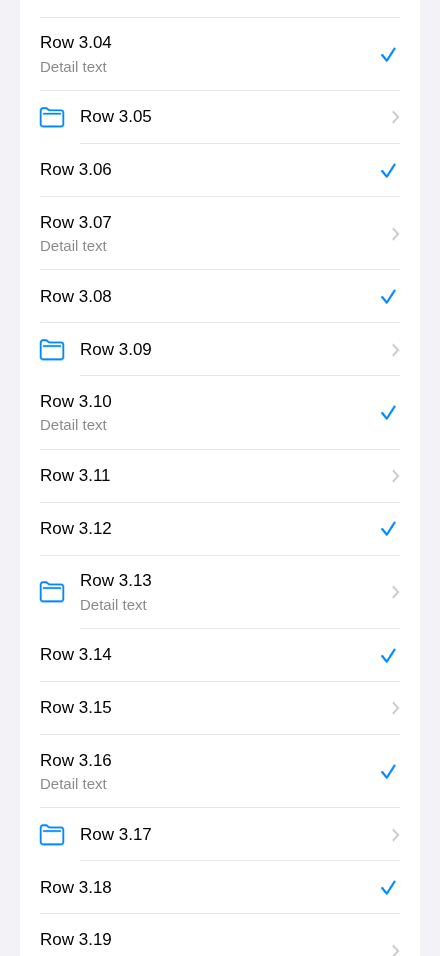 Row 3.04
Detail text
Row 3.05
Row 3.06
Row 3.07
Detail text
Row 3.08
Row 3.09
Row 3.10
Detail text
Row 3.11
Row 3.12
Row 3.13
Detail text
Row 3.14
Row 3.15
Row 3.16
Detail text
Row 3.17
Row 3.18
Row 3.19